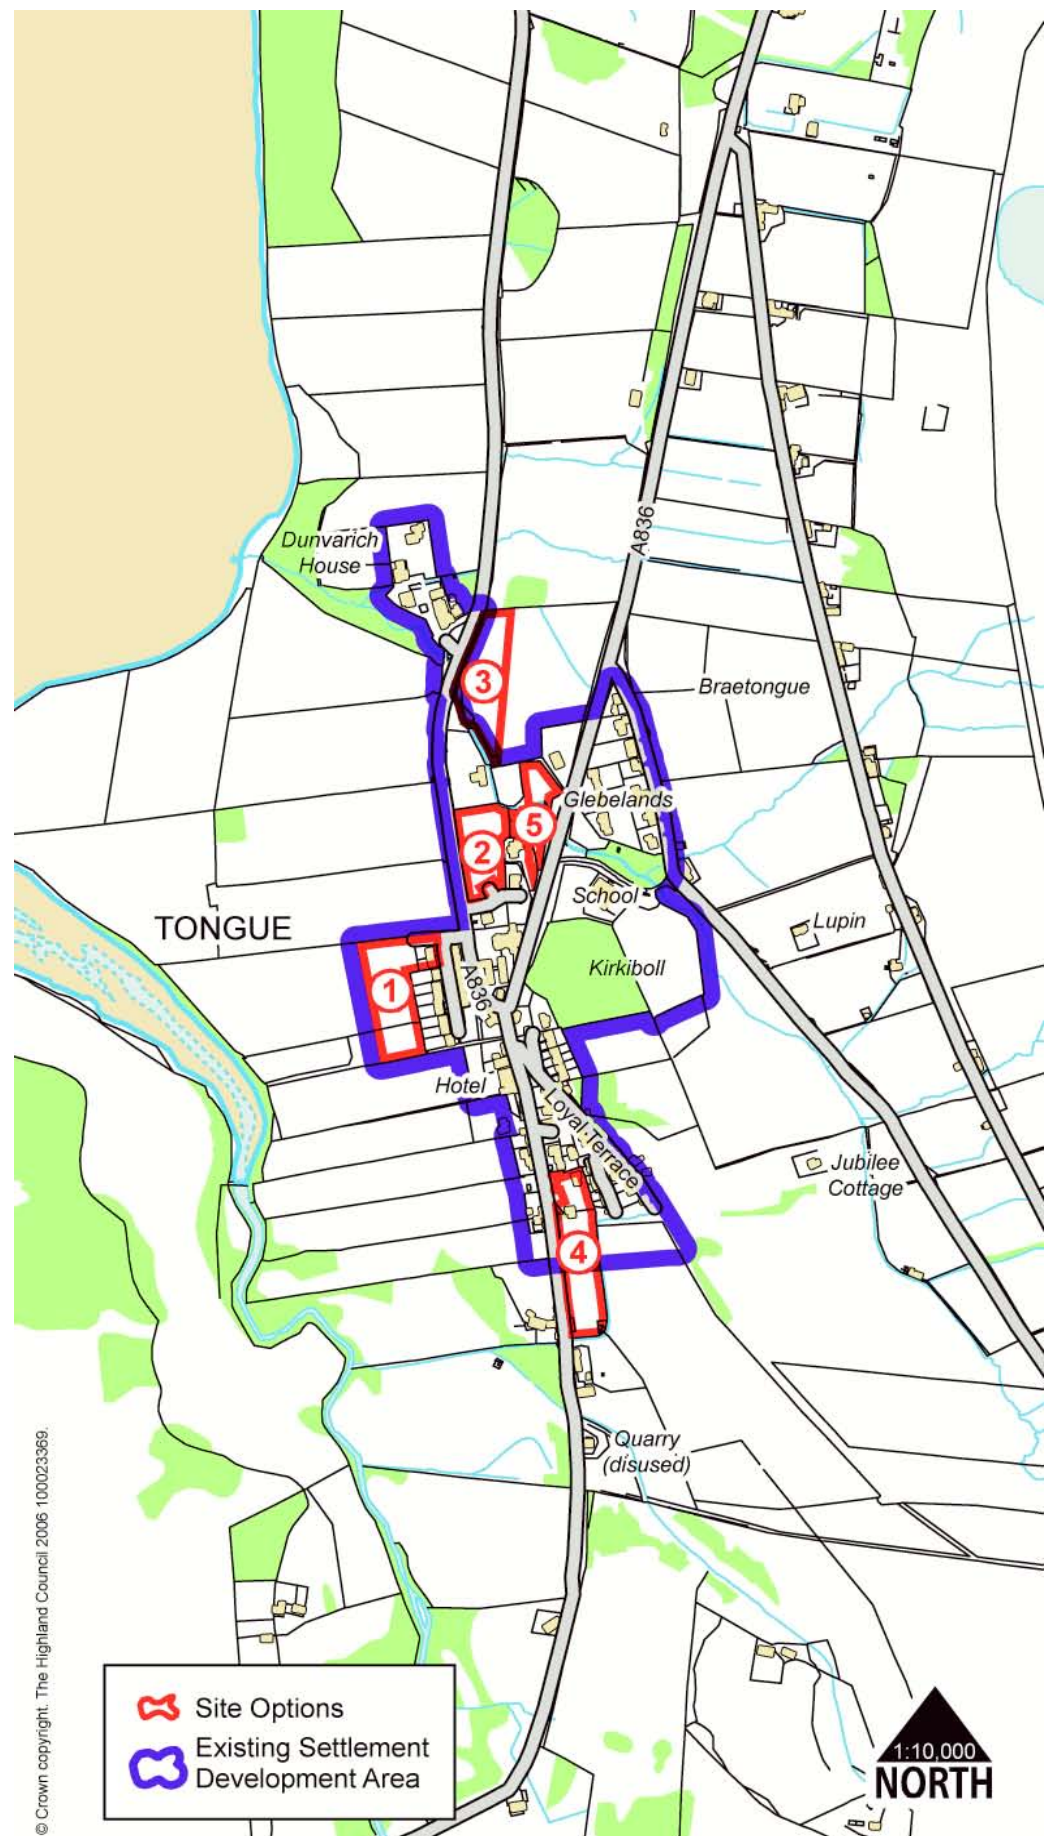 Dunvarich
House
A836
3
Braetongue
Glebelands
5
2
School
TONGUE
Lupin
Kirkiboll
1
A836
Hotel
Loyal Terrace
Jubilee
Cottage
4
Quarry
(disused)
© Crown copyright. The Highland Council 2006 100023369.
Site Options
Existing Settlement
Development Area
1:10,000
NORTH